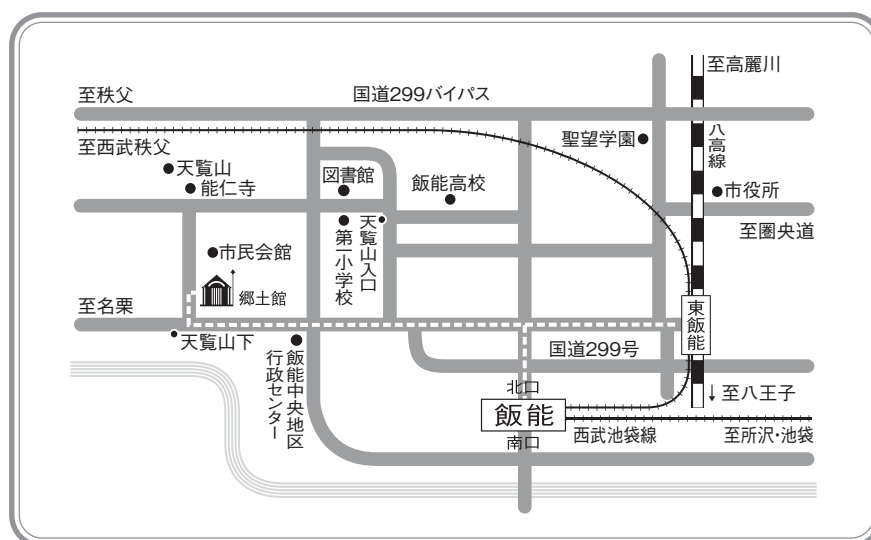 至高麗川
至秩父
国道299バイパス
八高線
至西武秩父
聖望学園
天覧山
能仁寺
図書館
飯能高校
市役所
至圏央道
天覧山入口
第一小学校
市民会館
郷土館
至名栗
東飯能
天覧山下
飯能中央地区
行政センター
国道299号
北口
↓至八王子
飯能
南口
西武池袋線
至所沢・池袋